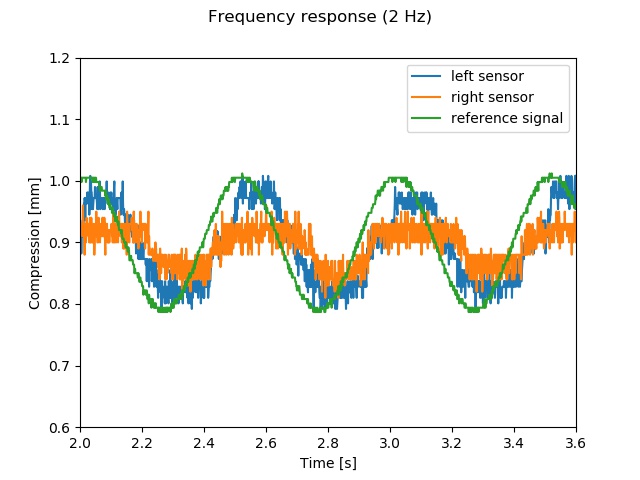 Frequency response (2 Hz)
left sensor
right sensor
reference signal
Compression [mm]
1.2
1.1
1.0
0.9
0.8
0.7
0.6
2.0
2.2
2.4
2.6
2.8
3.0
3.2
3.4
3.6
Time [s]